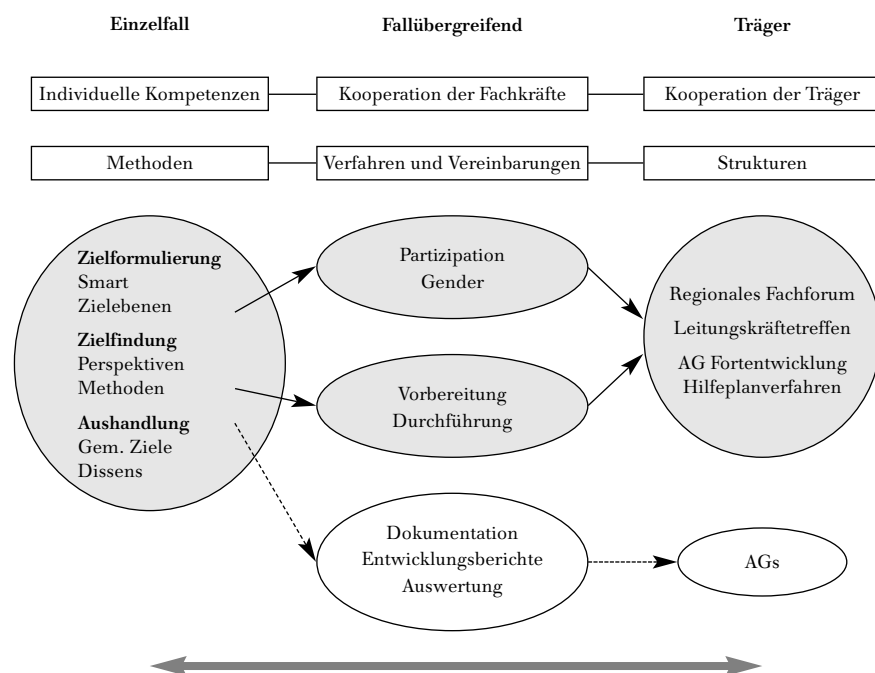 Einzelfall
Fallübergreifend
Träger
Individuelle Kompetenzen
Kooperation der Fachkräfte
Kooperation der Träger
Methoden
Verfahren und Vereinbarungen
Strukturen
Zielformulierung
Smart
Zielebenen
Zielfindung
Perspektiven
Methoden
Aushandlung
Gem. Ziele
Dissens
Partizipation
Gender
Vorbereitung
Durchführung
Dokumentation
Entwicklungsberichte
Auswertung
Regionales Fachforum
Leitungskräftetreffen
AG Fortentwicklung
Hilfeplanverfahren
AGs